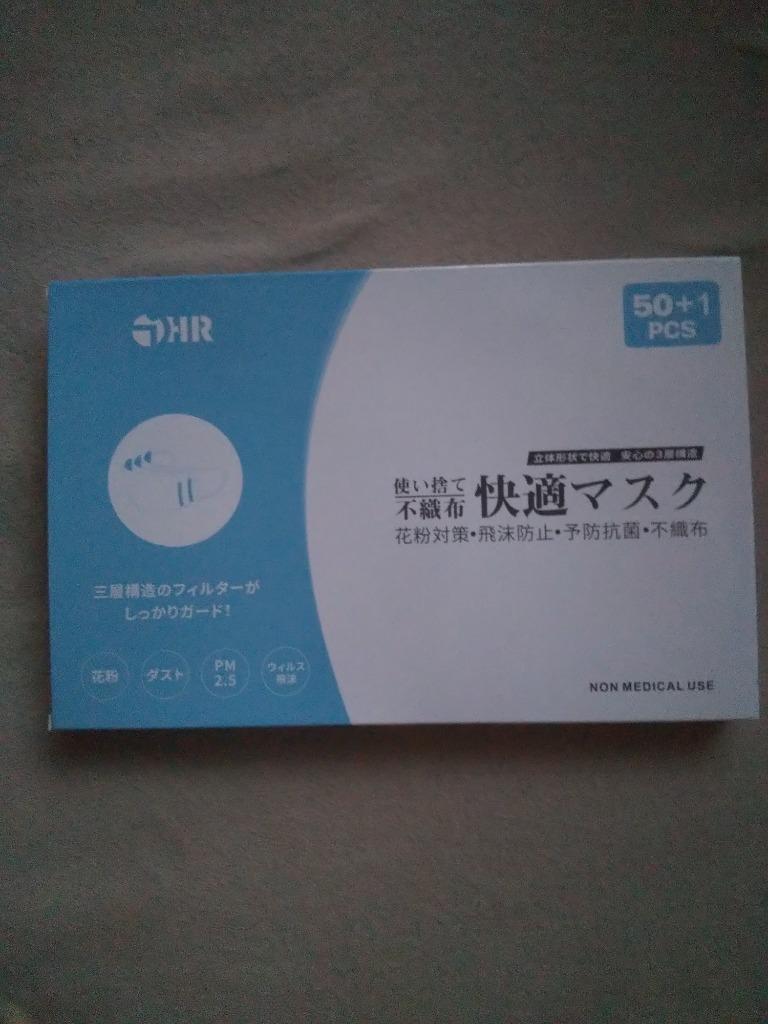 HR
50+1
PCS
立体形状で快適 安心の3層構造
使い捨て
不織布
快適マスク
花粉対策・飛沫防止・予防抗菌・不織布
三層構造のフィルターが
しっかりガード!
花粉
ダスト
PM
2.5
ウィルス
飛沫
NON MEDICAL USE